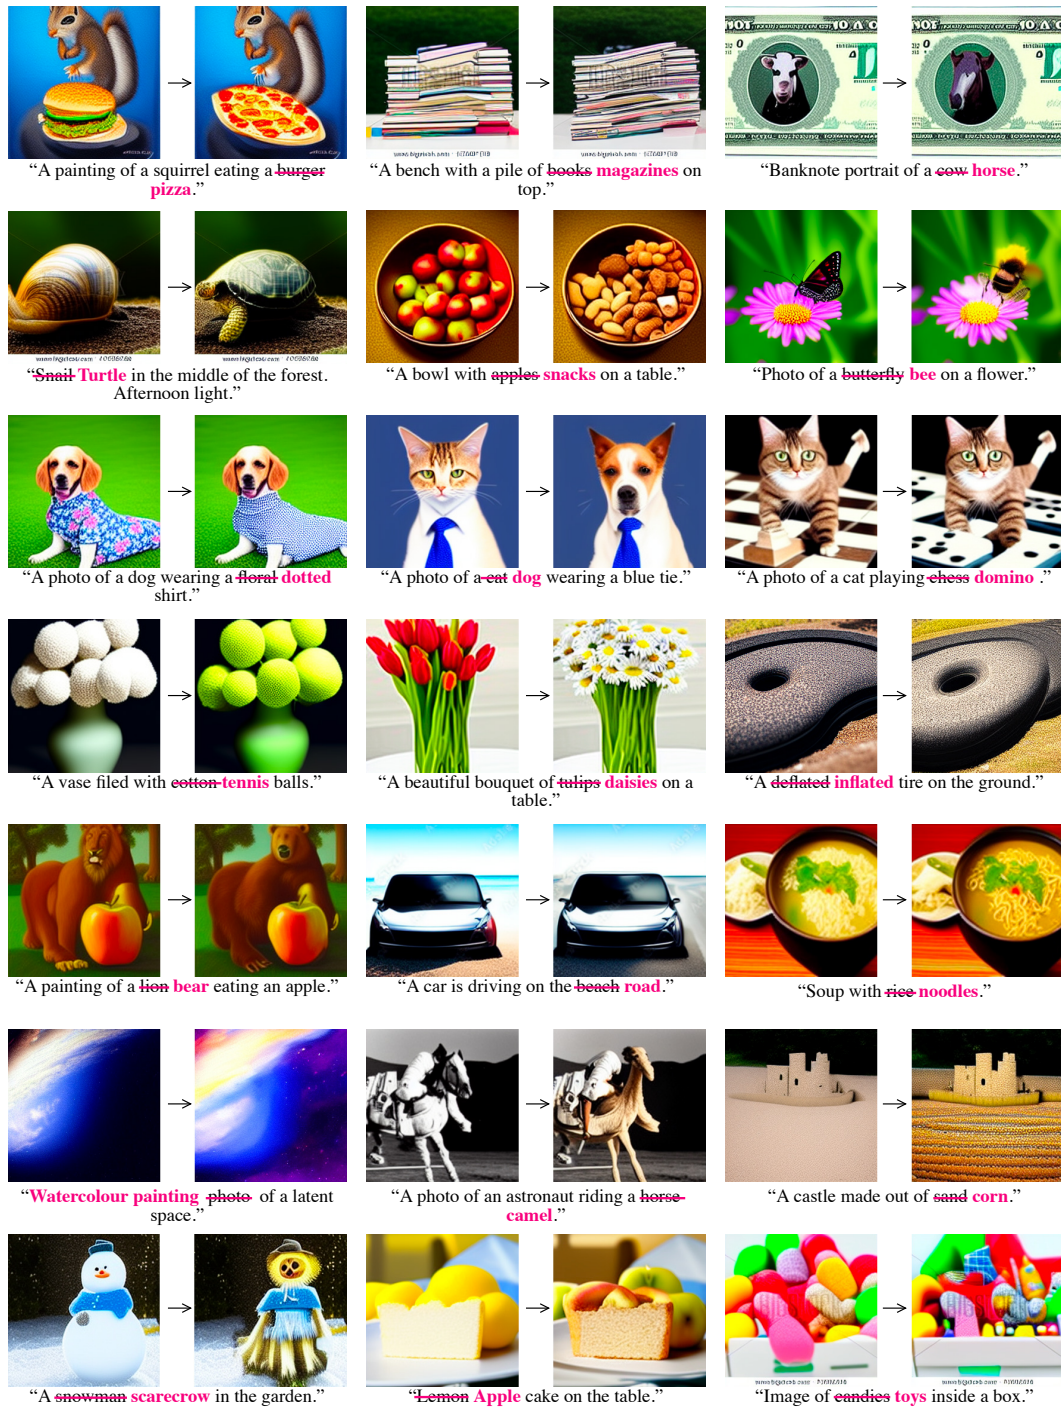 “A painting of a squirrel eating a burger
pizza.”
“A bench with a pile of books magazines on
top.”
“Banknote portrait of a cow horse.”
“Snail Turtle in the middle of the forest.
Afternoon light.”
“A bowl with apples snacks on a table.”
“Photo of a butterfly bee on a flower.”
“A photo of a dog wearing a floral dotted
shirt.”
“A photo of a cat dog wearing a blue tie.”
“A photo of a cat playing chess domino .”
“A vase filed with cotton tennis balls.”
“A beautiful bouquet of tulips daisies on a
table.”
“A deflated inflated tire on the ground.”
“A painting of a lion bear eating an apple.”
“A car is driving on the beach road.”
“Soup with rice noodles.”
“Watercolour painting photo of a latent
space.”
“A photo of an astronaut riding a horse
camel.”
“A castle made out of sand corn.”
“A snowman scarecrow in the garden.”
“Lemon Apple cake on the table.”
“Image of candies toys inside a box.”